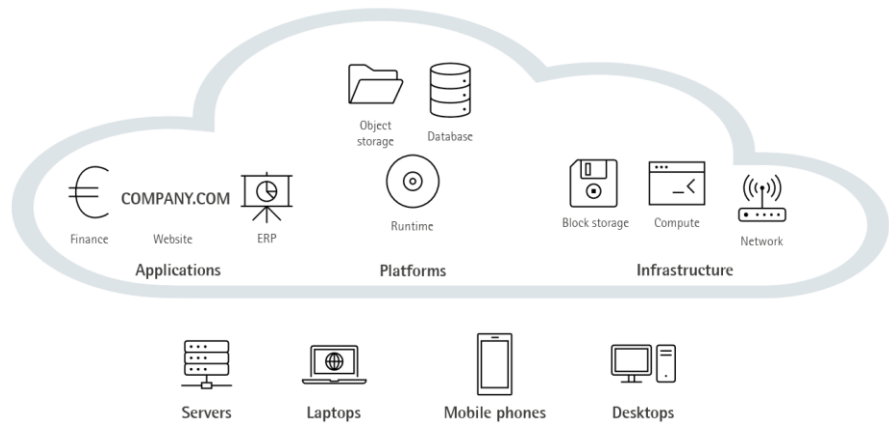 Object
storage
Database
Runtime
COMPANY.COM
Finance
Website
ERP
Block storage
Compute
Network
Applications
Platforms
Infrastructure
Servers
Laptops
Mobile phones
Desktops